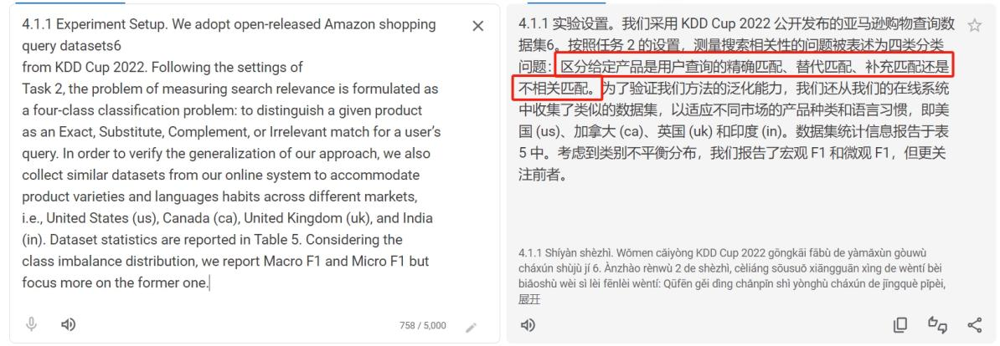 4.1.1 Experiment Setup. We adopt open-released Amazon shopping
query datasets6
from KDD Cup 2022. Following the settings of
Task 2, the problem of measuring search relevance is formulated as
a four-class classification problem: to distinguish a given product
as an Exact, Substitute, Complement, or Irrelevant match for a user’s
query. In order to verify the generalization of our approach, we also
collect similar datasets from our online system to accommodate
product varieties and languages habits across different markets,
i.e., United States (us), Canada (ca), United Kingdom (uk), and India
(in). Dataset statistics are reported in Table 5. Considering the
class imbalance distribution, we report Macro F1 and Micro F1 but
focus more on the former one.
758 / 5,000
4.1.1 实验设置。我们采用 KDD Cup 2022 公开发布的亚马逊购物查询数
据集6。按照任务 2 的设置，测量搜索相关性的问题被表述为四类分类
问题：区分给定产品是用户查询的精确匹配、替代匹配、补充匹配还是
不相关匹配。为了验证我们方法的泛化能力，我们还从我们的在线系统
中收集了类似的数据集，以适应不同市场的产品种类和语言习惯，即美
国 (us)、加拿大 (ca)、英国 (uk) 和印度 (in)。数据集统计信息报告于表
5 中。考虑到类别不平衡分布，我们报告了宏观 F1 和微观 F1，但更关
注前者。
4.1.1 Shíyàn shèzhì. Wǒmen cǎiyòng KDD Cup 2022 gōngkāi fābù de yàmǎxùn gòuwù
cháxún shùjù jí 6. Ànzhào rènwù 2 de shèzhì, cèliáng sōusuǒ xiāngguān xìng de wèntí bèi
biǎoshù wèi sì lèi fēnlèi wèntí: Qūfēn gěi dìng chǎnpǐn shì yònghù cháxún de jīngquè pǐpèi,
展开